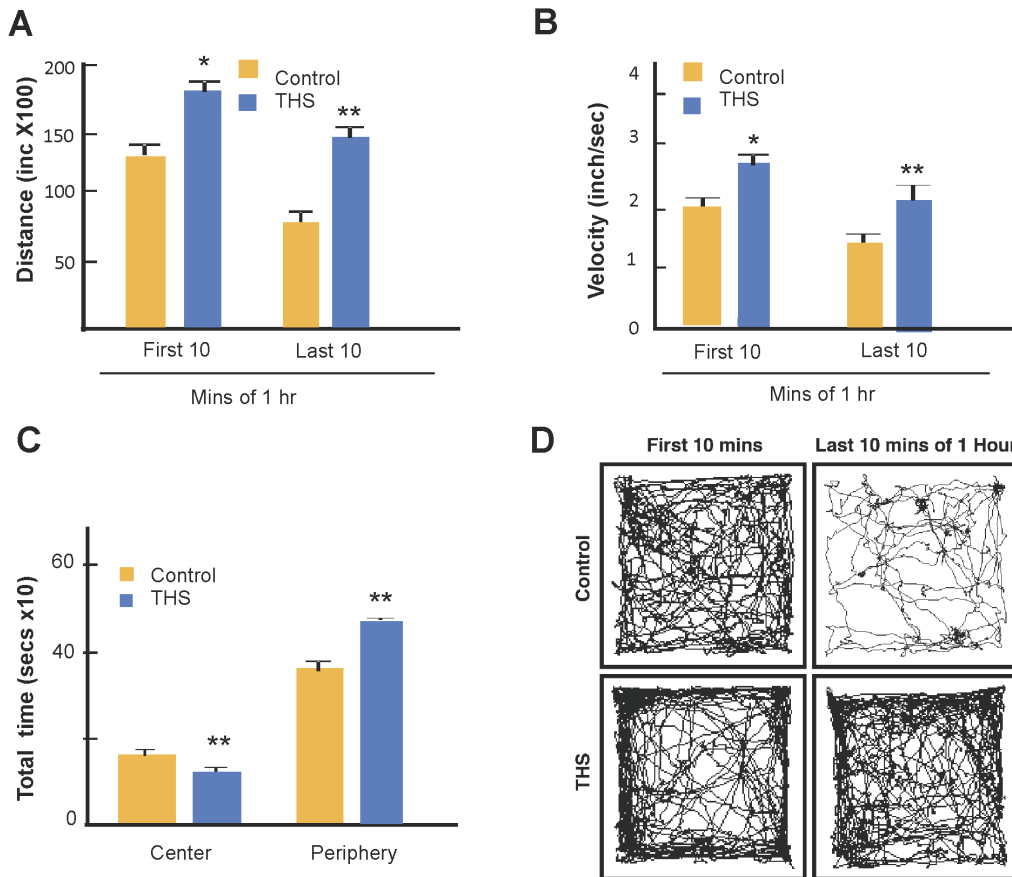 A
Distance (inc X100)
200
150
100
50
*
**
Control
THS
First 10
Last 10
Mins of 1 hr
B
Velocity (inch/sec)
4
3
2
1
0
*
**
Control
THS
First 10
Last 10
Mins of 1 hr
C
Total time (secs x10)
60
40
0
Control
THS
**
**
Center
Periphery
D
First 10 mins
Last 10 mins of 1 Hour
Control
THS